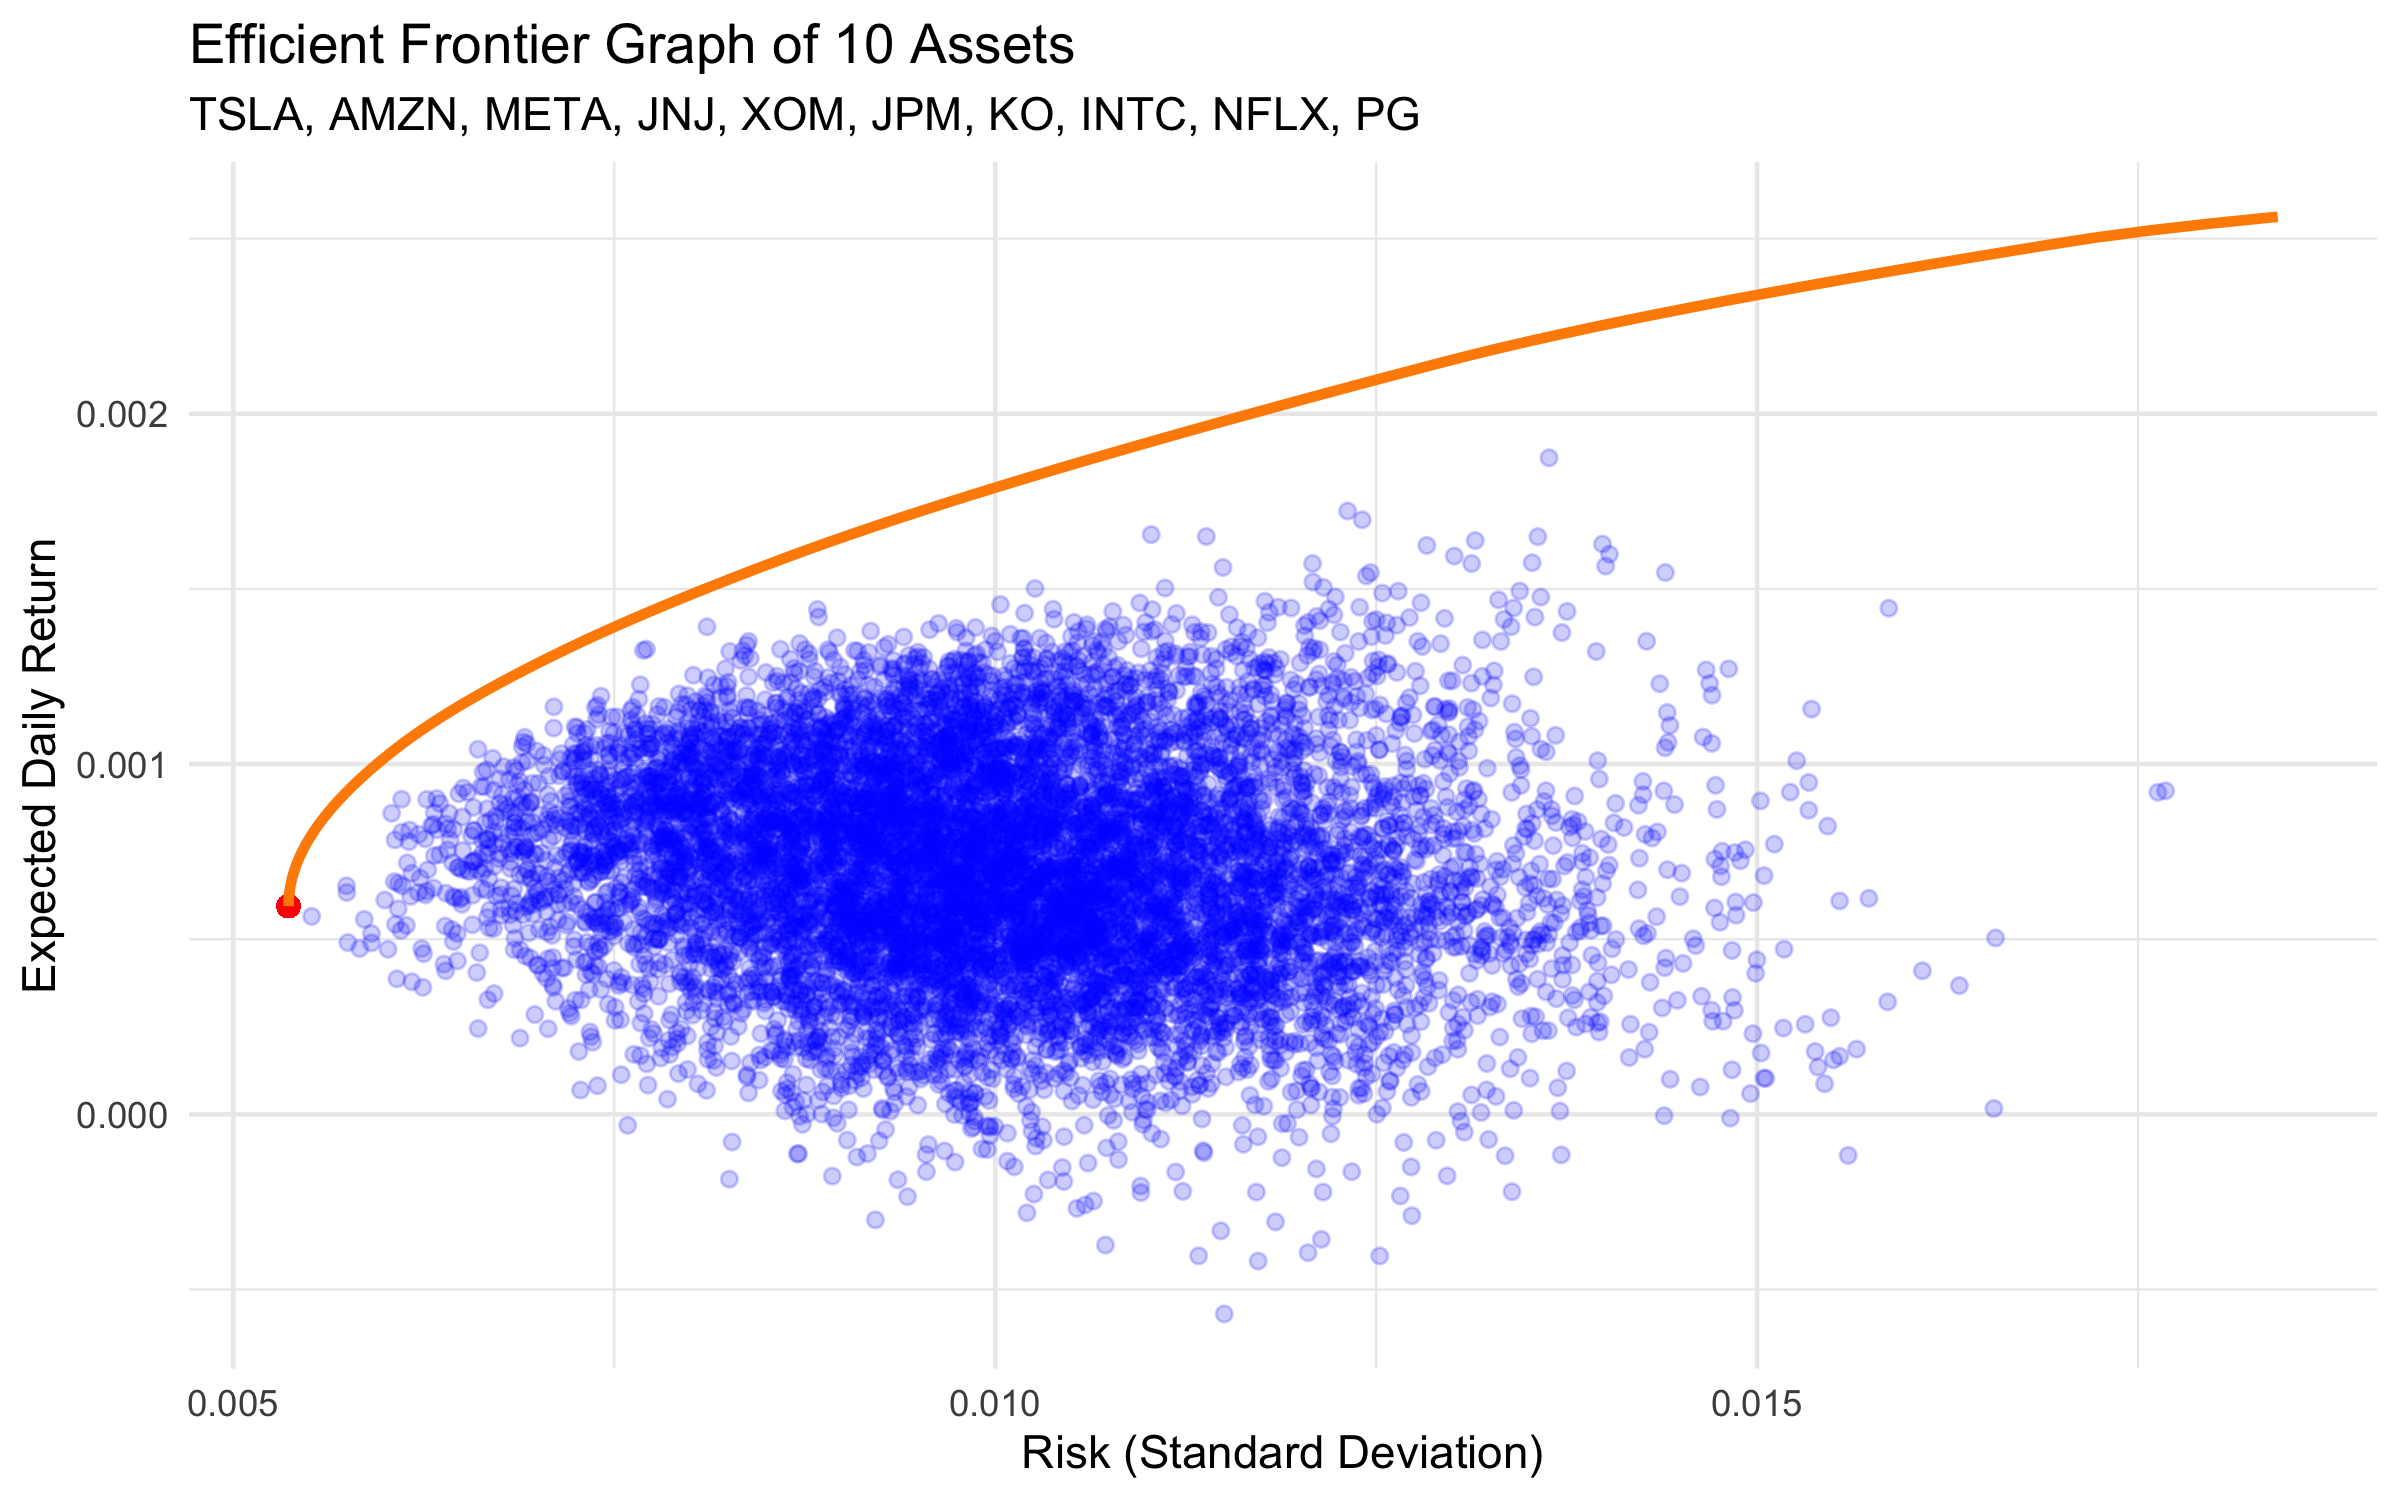 Efficient Frontier Graph of 10 Assets
TSLA, AMZN, META, JNJ, XOM, JPM, KO, INTC, NFLX, PG
Expected Daily Return
0.002
0.001
0.000
0.005
0.010
0.015
Risk (Standard Deviation)